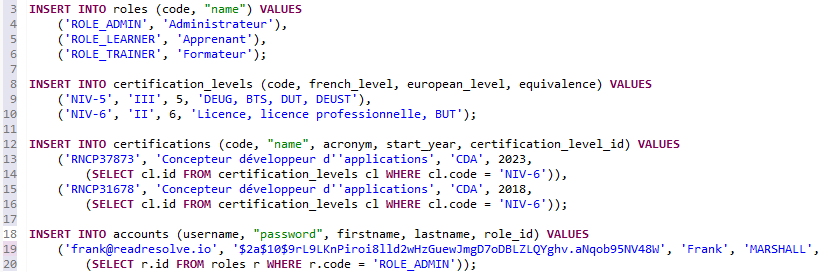 3 INSERT INTO roles (code, "name") VALUES
4 ('ROLE_ADMIN', 'Administrateur'),
5 ('ROLE_LEARNER', 'Apprenant'),
6 ('ROLE_TRAINER', 'Formateur');
7
8 INSERT INTO certification_levels (code, french_level, european_level, equivalence) VALUES
9 ('NIV-5', 'III', 5, 'DEUG, BTS, DUT, DEUST'),
10 ('NIV-6', 'II', 6, 'Licence, licence professionnelle, BUT');
11
12 INSERT INTO certifications (code, "name", acronym, start_year, certification_level_id) VALUES
13 ('RNCP37873', 'Concepteur développeur d''applications', 'CDA', 2023,
14 (SELECT cl.id FROM certification_levels cl WHERE cl.code = 'NIV-6')),
15 ('RNCP31678', 'Concepteur développeur d''applications', 'CDA', 2018,
16 (SELECT cl.id FROM certification_levels cl WHERE cl.code = 'NIV-6'));
17
18 INSERT INTO accounts (username, "password", firstname, lastname, role_id) VALUES
19 ('frank@readresolve.io', '$2a$10$9rL9LKnPiroi8lld2wHzGuewJmgD7oDBLZLQYghv.aNqob95NV48W', 'Frank', 'MARSHALL',
20 (SELECT r.id FROM roles r WHERE r.code = 'ROLE_ADMIN'));